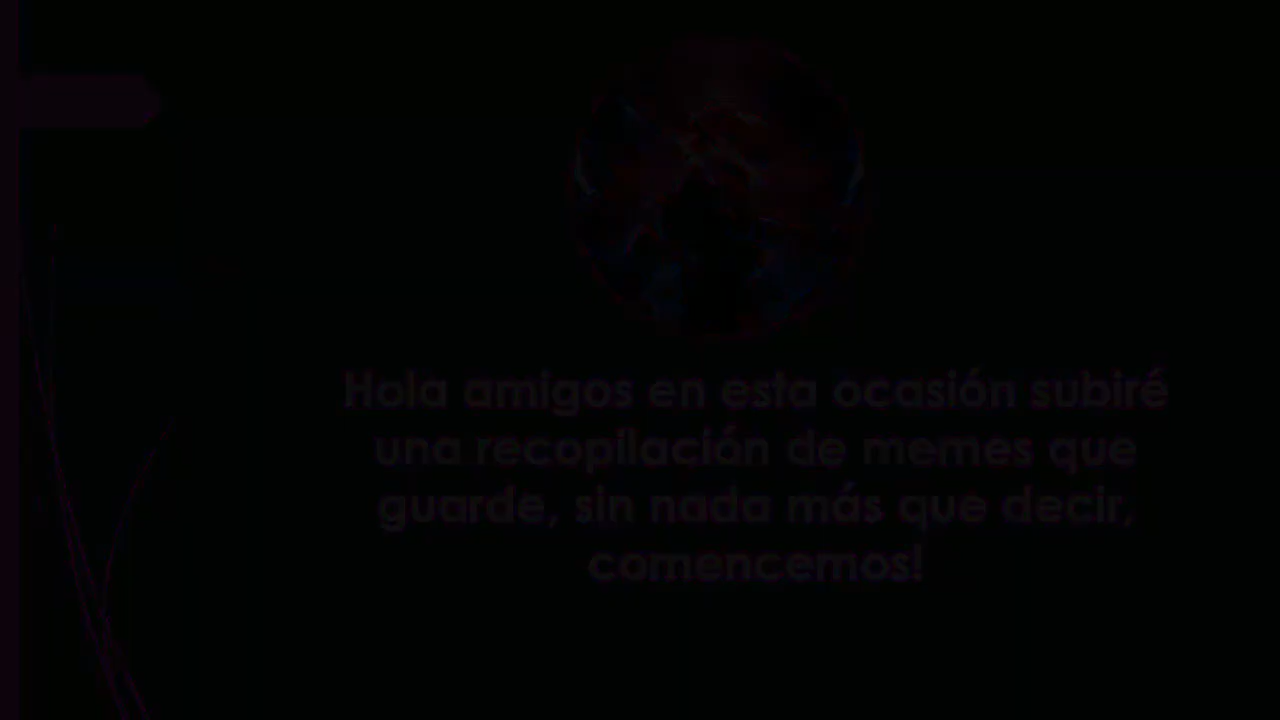 Hola amigos en esta ocasión subiré
una recopilación de memes que
guarde, sin nada más que decir,
comencemos!